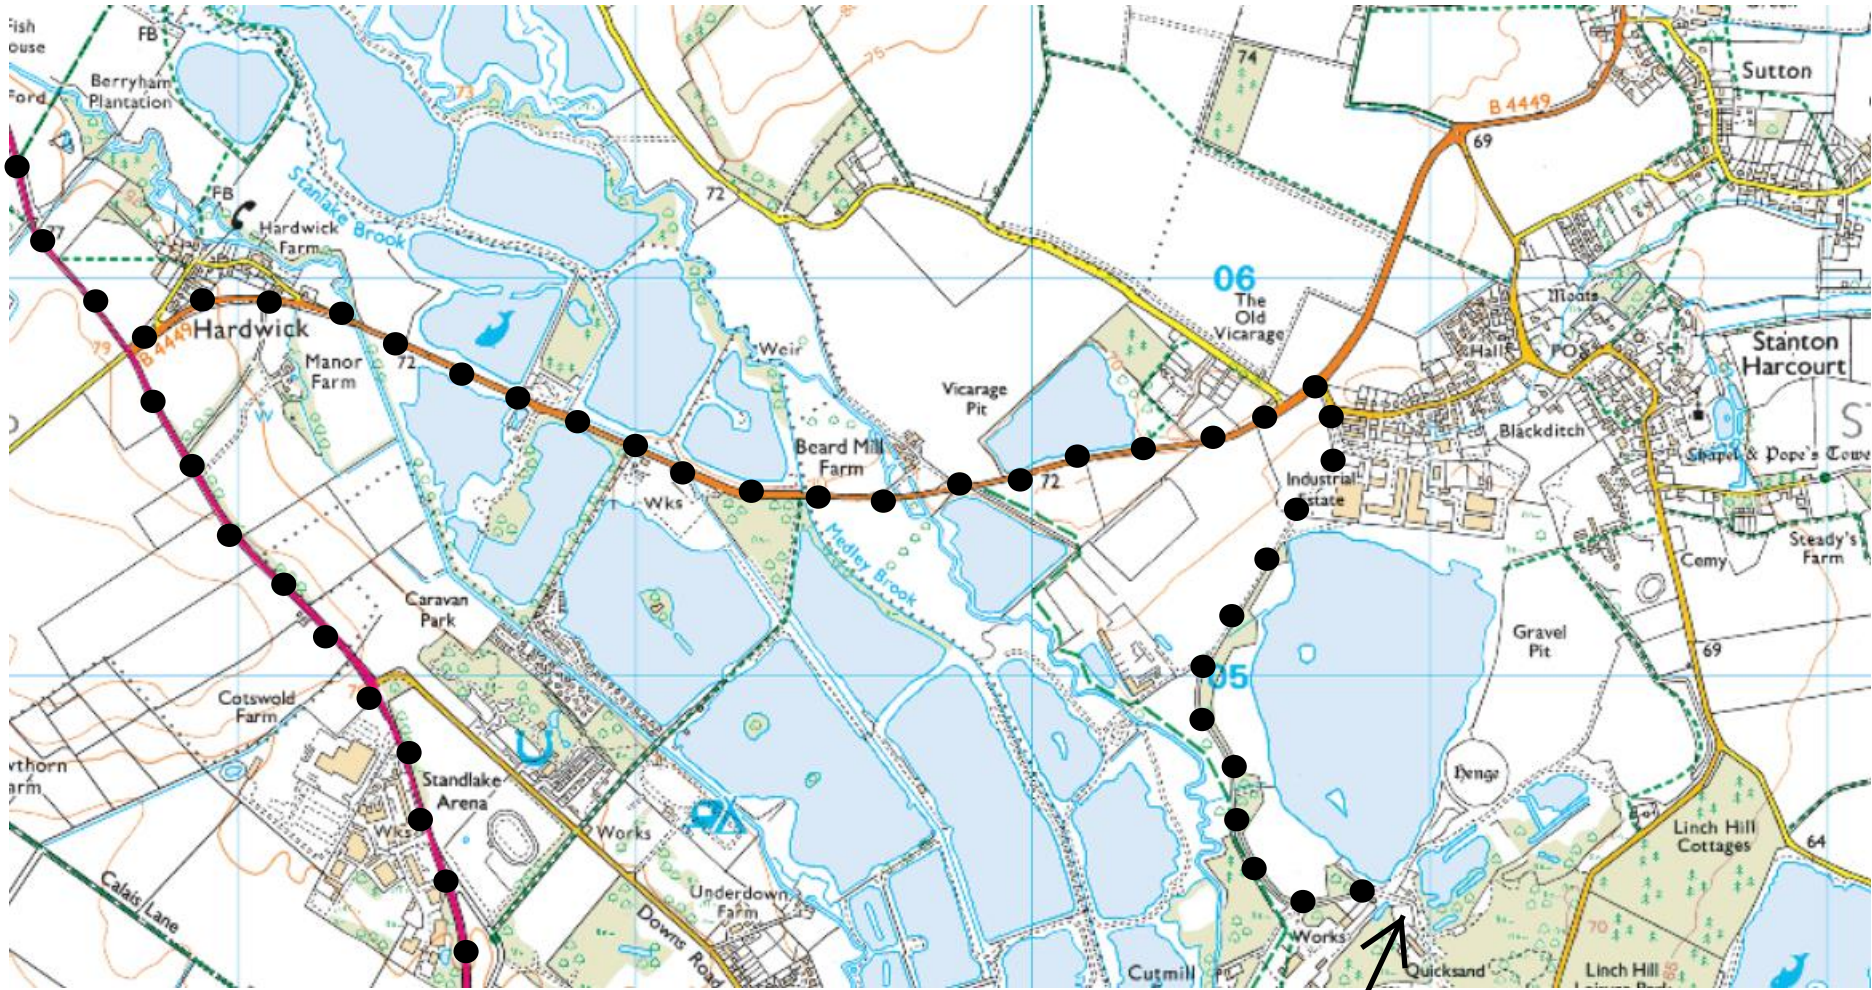 FB
Berryham
Plantation
73
75
74
B 4449
Sutton
69
FB
Stanlake Brook
Hardwick
Farm
72
06
The
Old
Vicarage
Moats
79
B 4449
Hardwick
Manor
Farm
72
Weir
Vicarage
Pit
70
Hall
PO
Sch
Stanton
Harcourt
W
Beard Mill
Farm
Blackditch
Chapel & Pope's Tower
72
Wks
Industrial
Estate
Medley Brook
Cemy
Steady's
Farm
Caravan
Park
Gravel
Pit
69
05
Cotswold
Farm
Henge
Standlake
Arena
Wks
Works
Linch Hill
Cottages
64
Calais Lane
Underdown
Farm
Downs Road
70
Works
Cutmill
Quicksand
Linch Hill